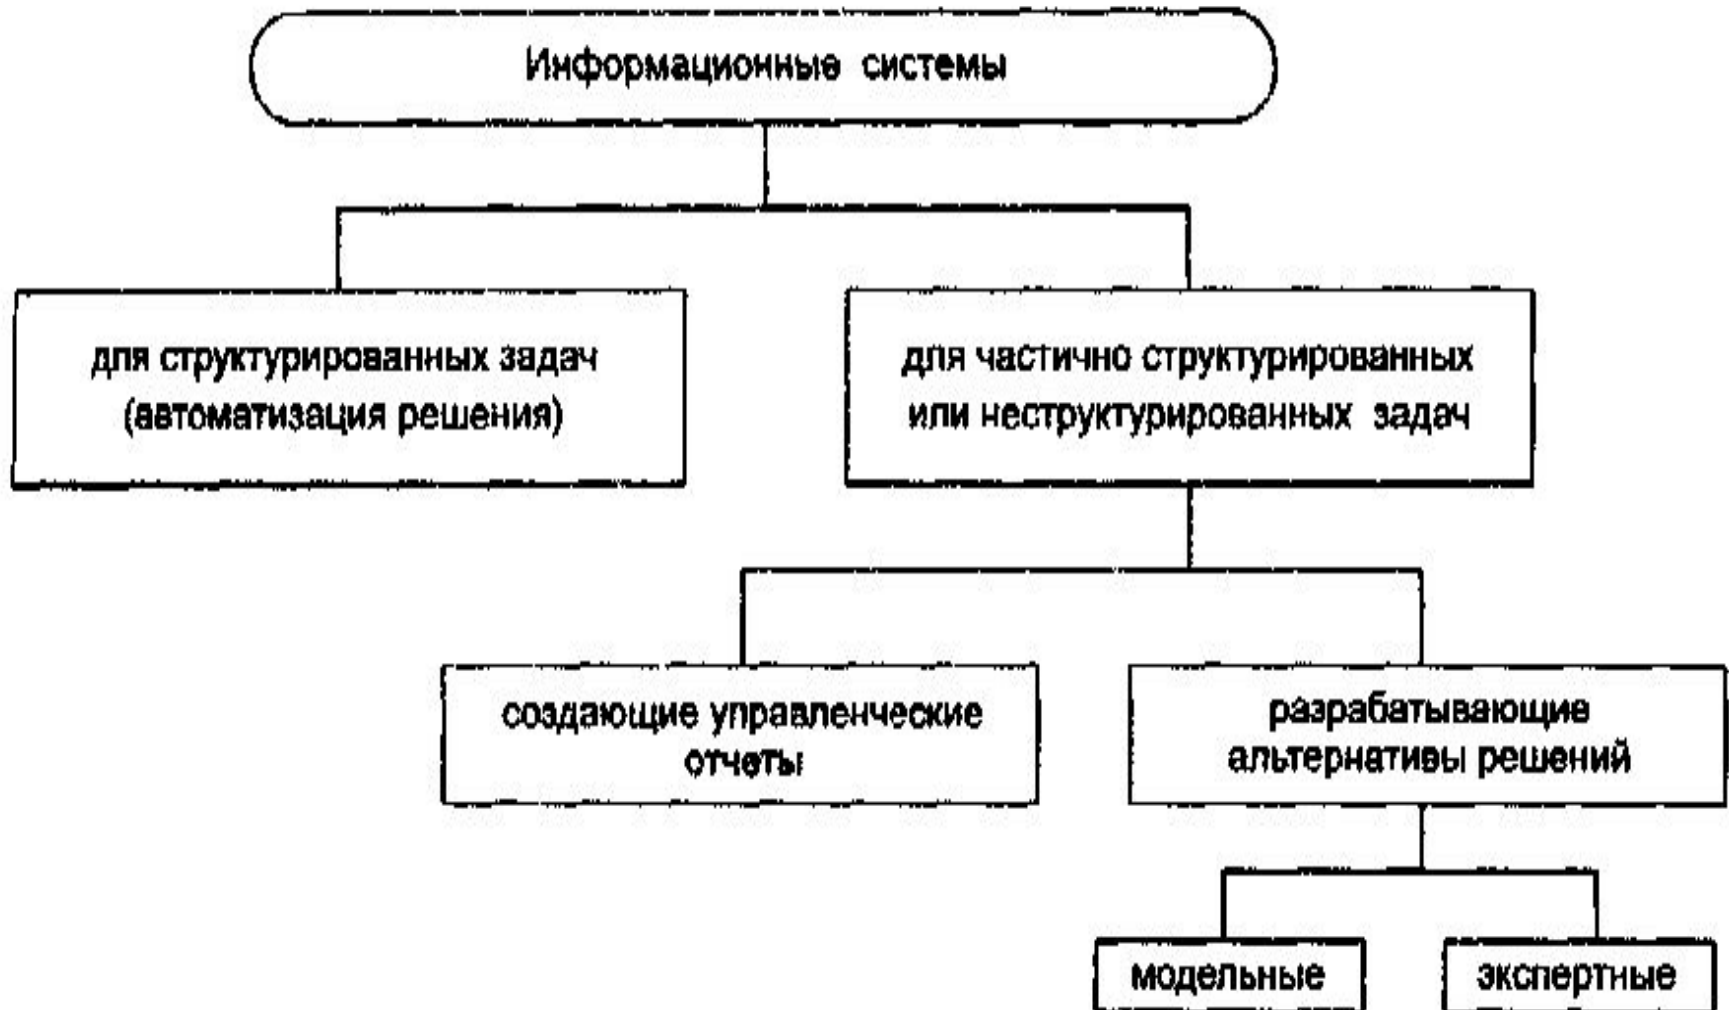 Информационные системы
для структурированных задач
(автоматизация решения)
для частично структурированных
или неструктурированных задач
создающие управленческие
отчеты
разрабатывающие
альтернативы решений
модельные
экспертные